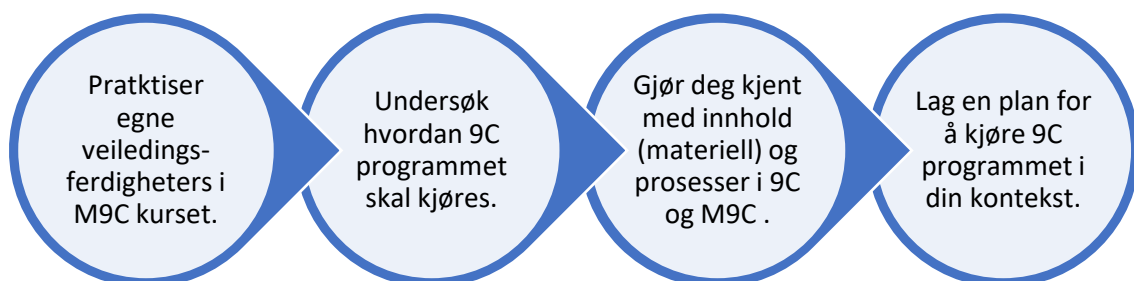 Pratktiser
egne
veiledings-
ferdigheters i
M9C kurset.
Undersøk
hvordan 9C
programmet
skal kjøres.
Gjør deg kjent
med innhold
(materiell) og
prosesser i 9C
og M9C .
Lag en plan for
å kjøre 9C
programmet i
din kontekst.